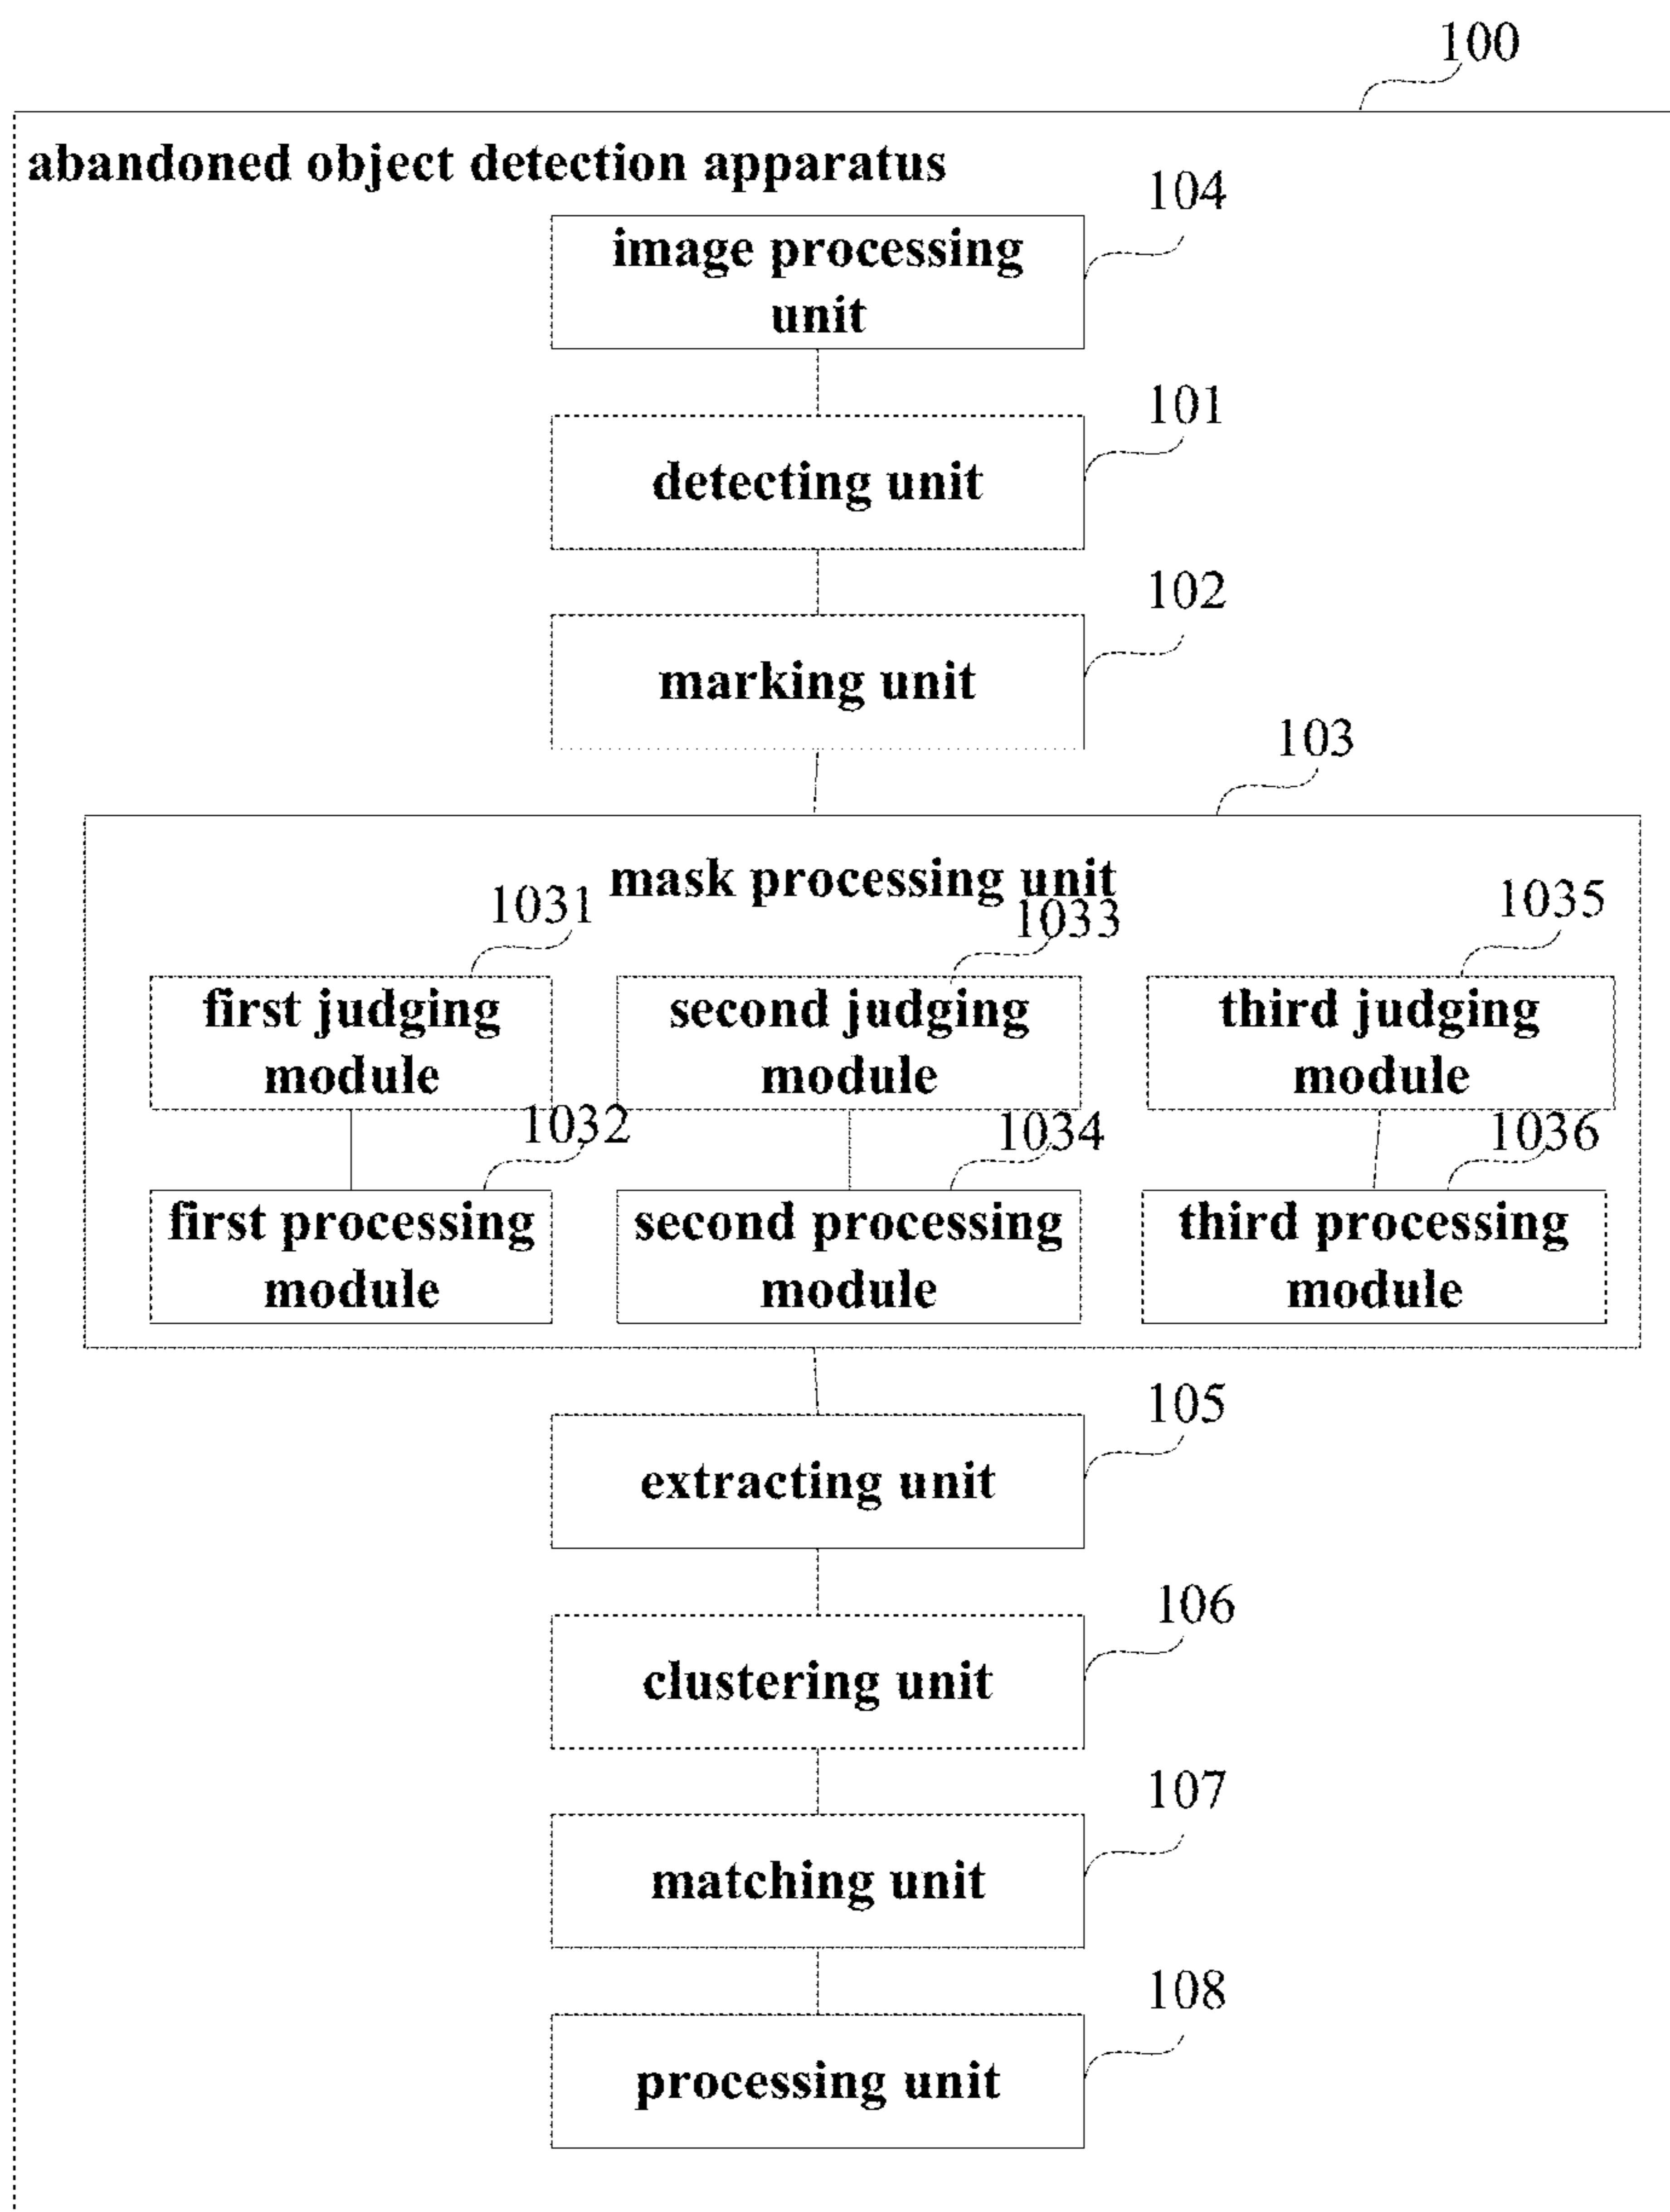 100
abandoned object detection apparatus
104
image processing
unit
101
detecting unit
102
marking unit
103
mask processing unit
1031
1033
1035
first judging
module
second judging
module
third judging
module
1032
1034
1036
first processing
module
second processing
module
third processing
module
105
extracting unit
106
clustering unit
107
matching unit
108
processing unit